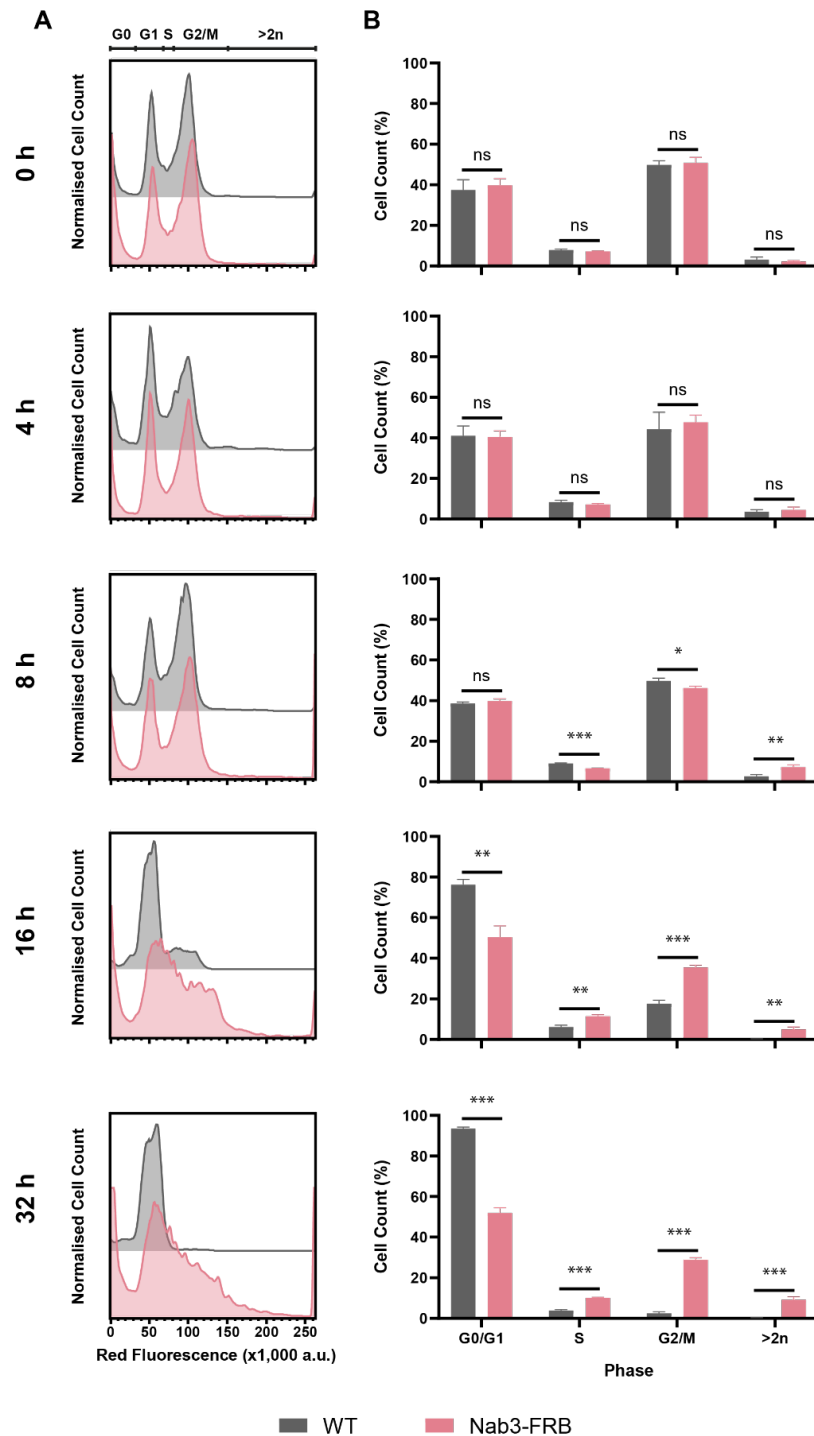 A
B
G0 G1 S G2/M >2n
0 h
Normalised Cell Count
Cell Count (%)
100
80
60
40
20
0
ns
ns
ns
ns
4 h
Normalised Cell Count
Cell Count (%)
100
80
60
40
20
0
ns
ns
ns
ns
8 h
Normalised Cell Count
Cell Count (%)
100
80
60
40
20
0
ns
***
*
**
16 h
Normalised Cell Count
Cell Count (%)
100
80
60
40
20
0
**
**
***
**
32 h
Normalised Cell Count
0 50 100 150 200 250
Red Fluorescence (x1,000 a.u.)
Cell Count (%)
100
80
60
40
20
0
***
***
***
***
G0/G1 S G2/M >2n
Phase
WT Nab3-FRB